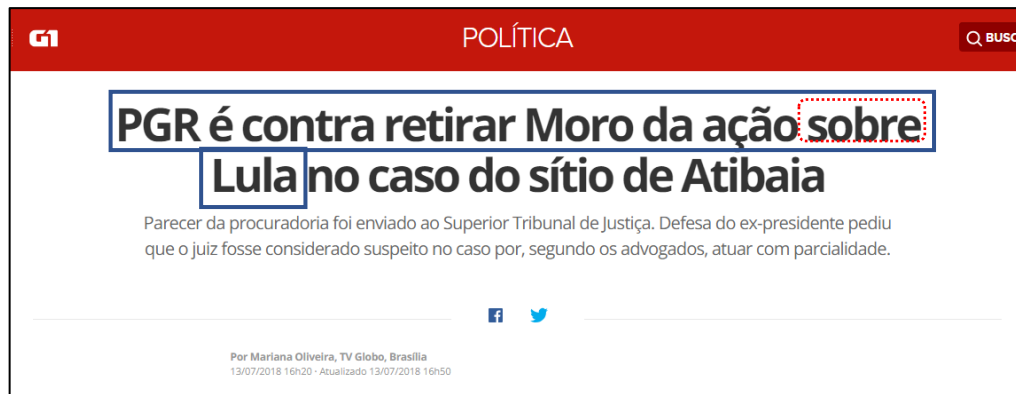 G1
POLÍTICA
BUSC
PGR é contra retirar Moro da ação sobre
Lula no caso do sítio de Atibaia
Parecer da procuradoria foi enviado ao Superior Tribunal de Justiça. Defesa do ex-presidente pediu
que o juiz fosse considerado suspeito no caso por, segundo os advogados, atuar com parcialidade.
Por Mariana Oliveira, TV Globo, Brasília
13/07/2018 16h20 · Atualizado 13/07/2018 16h50